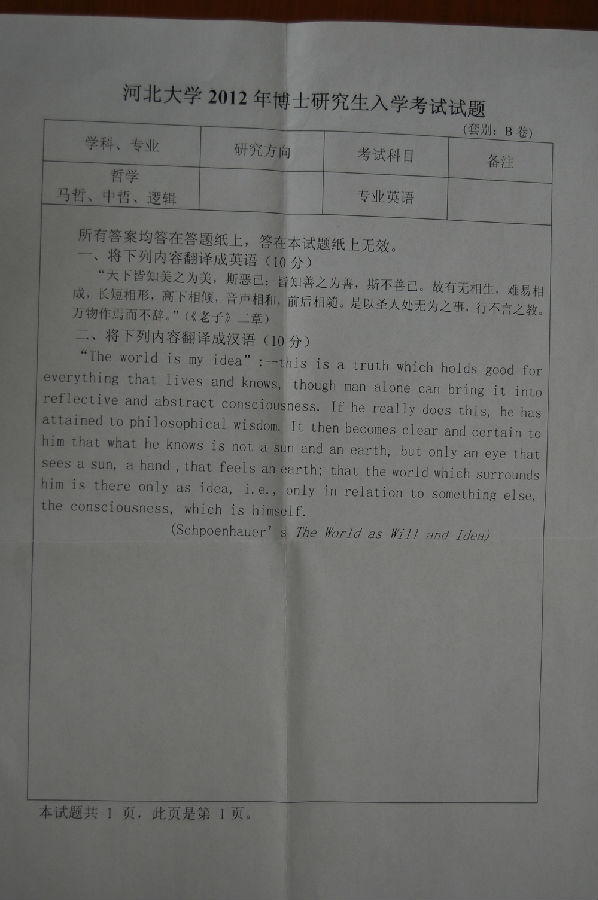 河北大学 2012 年博士研究生入学考试试题
(套别：B 卷)
学科、专业 研究方向 考试科目 备注
哲学
马哲、中哲、逻辑 专业英语
所有答案均答在答题纸上，答在本试题纸上无效。
一、将下列内容翻译成英语（10 分）
“天下皆知美之为美，斯恶已；皆知善之为善，斯不善已。故有无相生，难易相
成，长短相形，高下相倾，音声相和，前后相随。是以圣人处无为之事，行不言之教。
万物作焉而不辞。”（《老子》二章）
二、将下列内容翻译成汉语（10 分）
“The world is my idea”:—this is a truth which holds good for
everything that lives and knows, though man alone can bring it into
reflective and abstract consciousness. If he really does this, he has
attained to philosophical wisdom. It then becomes clear and certain to
him that what he knows is not a sun and an earth, but only an eye that
sees a sun, a hand , that feels an earth; that the world which surrounds
him is there only as idea, i.e., only in relation to something else,
the consciousness, which is himself.
(Schpoenhauer’s The World as Will and Idea)
本试题共 1 页，此页是第 1 页。